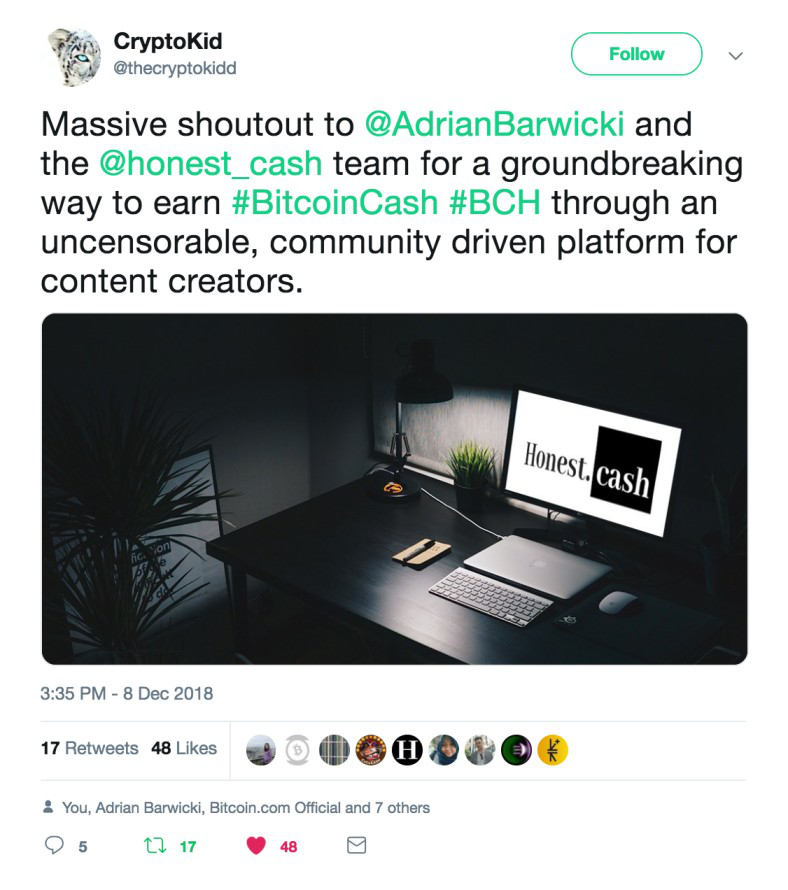 CryptoKid
@thecryptokidd
Follow
Massive shoutout to @AdrianBarwicki and
the @honest_cash team for a groundbreaking
way to earn #BitcoinCash #BCH through an
uncensorable, community driven platform for
content creators.
Honest.cash
3:35 PM - 8 Dec 2018
17 Retweets 48 Likes
H
You, Adrian Barwicki, Bitcoin.com Official and 7 others
5 17 48